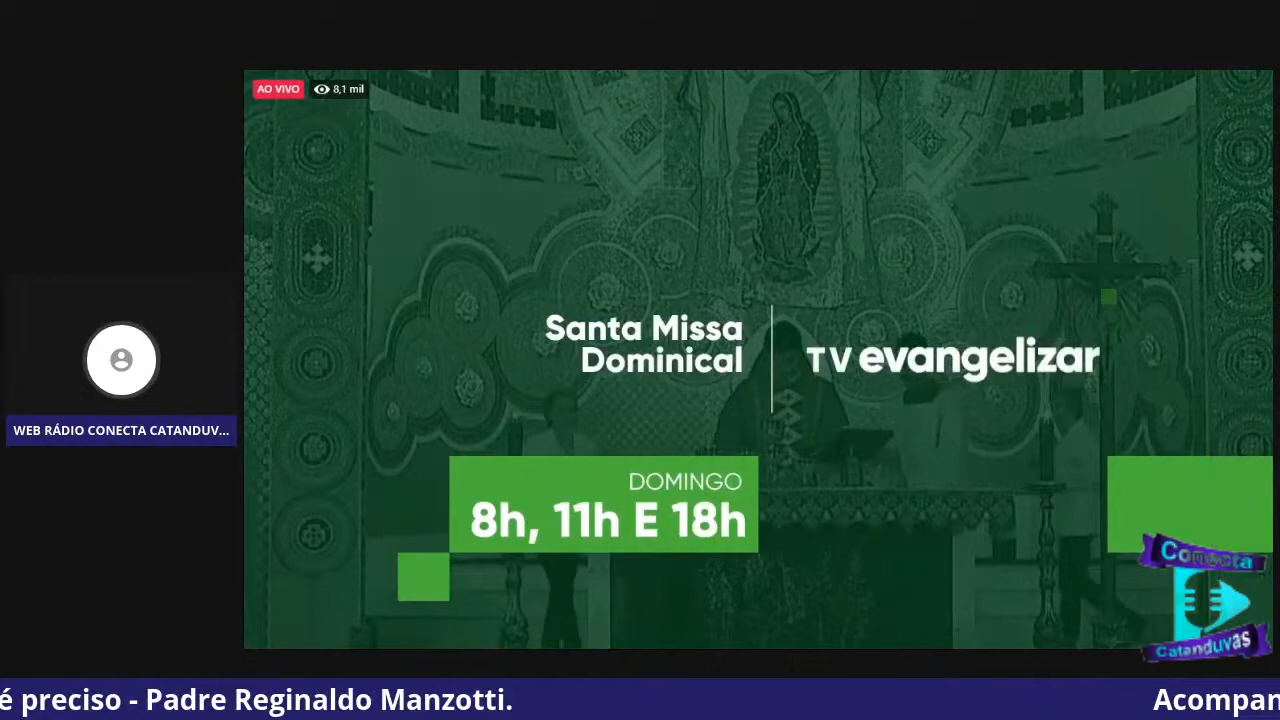 AO VIVO 8,1 mil
Santa Missa
Dominical
TV evangelizar
DOMINGO
8h, 11h E 18h
WEB RÁDIO CONECTA CATANDUV...
Conecta
Catanduvas
é preciso - Padre Reginaldo Manzotti.
Acompan